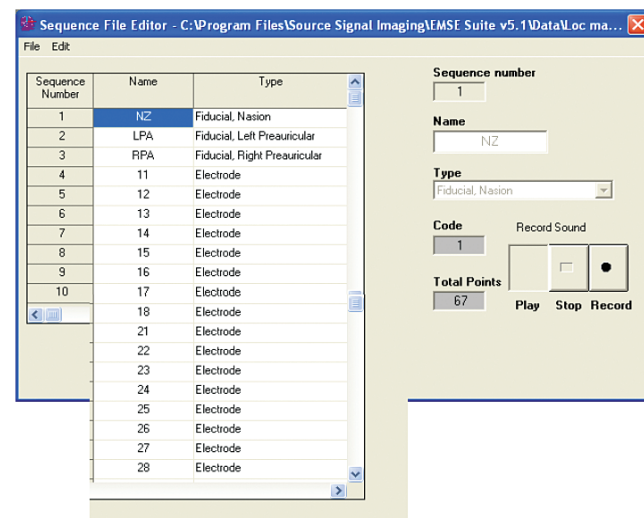 Sequence File Editor - C:\Program Files\Source Signal Imaging\EMSE Suite v5.1\Data\Loc ma...
File Edit
Sequence Number Name Type
1 NZ Fiducial, Nasion
2 LPA Fiducial, Left Preauricular
3 RPA Fiducial, Right Preauricular
4 11 Electrode
5 12 Electrode
6 13 Electrode
7 14 Electrode
8 15 Electrode
9 16 Electrode
10 17 Electrode
18 Electrode
21 Electrode
22 Electrode
23 Electrode
24 Electrode
25 Electrode
26 Electrode
27 Electrode
28 Electrode
Sequence number
1
Name
NZ
Type
Fiducial, Nasion
Code Record Sound
1
Total Points
67
Play Stop Record